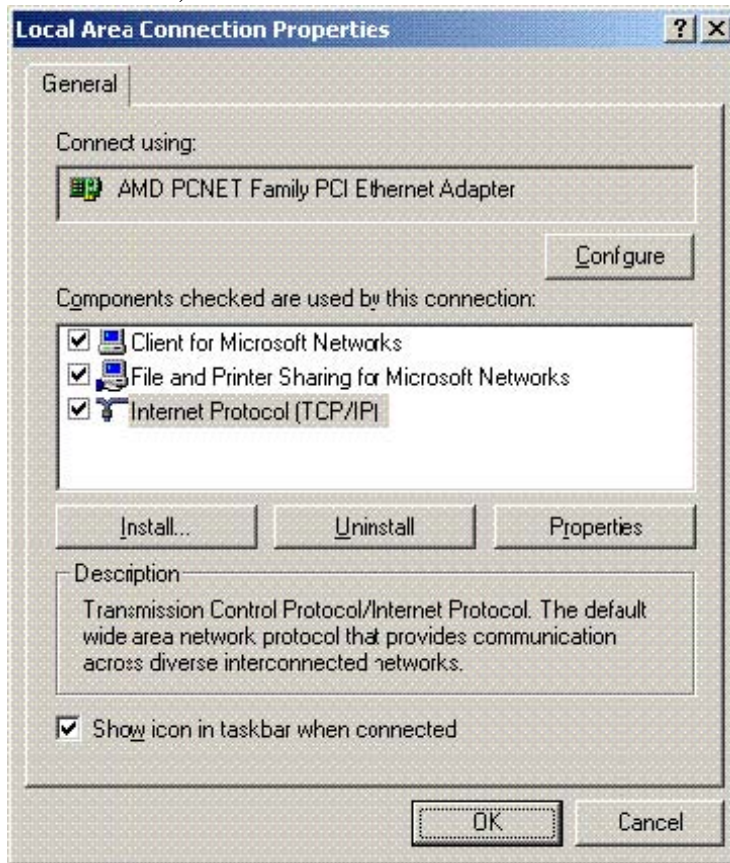 Local Area Connection Properties
General
Connect using:
AMD PCNET Family PCI Ethernet Adapter
Configure
Components checked are used by this connection:
Client for Microsoft Networks
File and Printer Sharing for Microsoft Networks
Internet Protocol (TCP/IP)
Install... Uninstall Properties
Description
Transmission Control Protocol/Internet Protocol. The default
wide area network protocol that provides communication
across diverse interconnected networks.
Show icon in taskbar when connected
OK Cancel